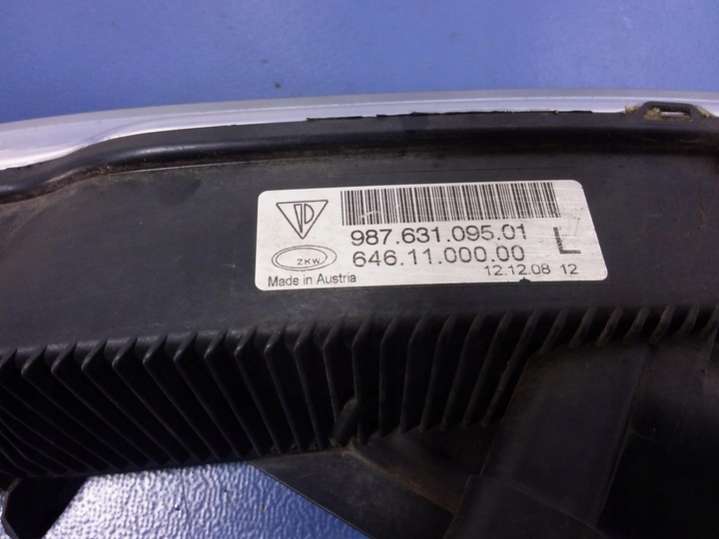 987.631.095.01
646.11.000.00 L
ZKW
12.12.08 12
Made in Austria